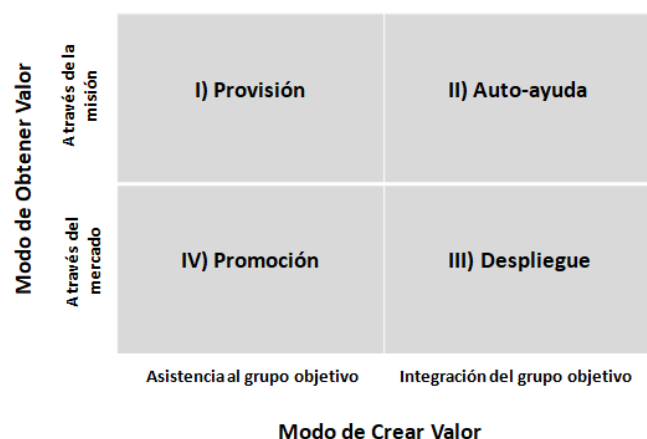 Modo de Obtener Valor
A través de la
misión
I) Provisión
II) Auto-ayuda
A través del
mercado
IV) Promoción
III) Despliegue
Asistencia al grupo objetivo
Integración del grupo objetivo
Modo de Crear Valor